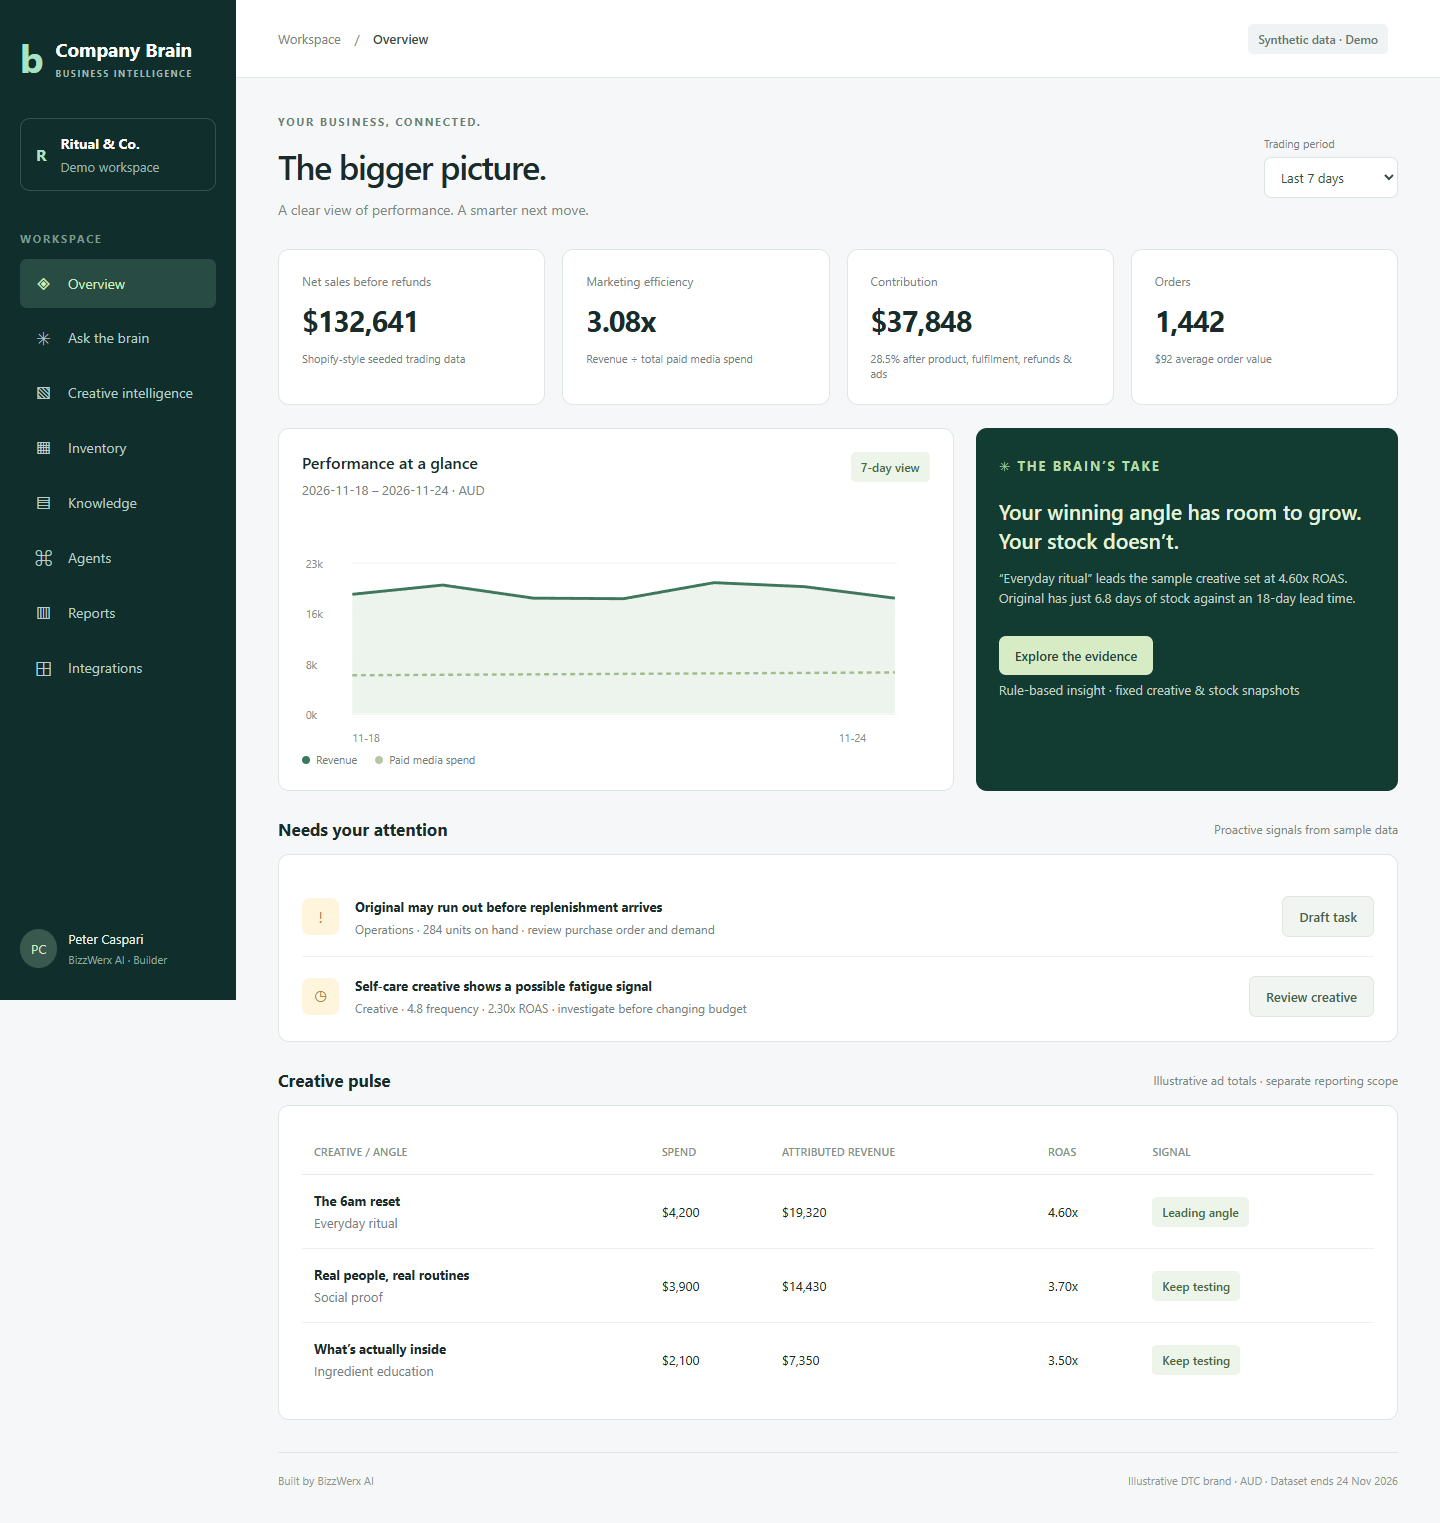 b
Company Brain
BUSINESS INTELLIGENCE
R
Ritual & Co.
Demo workspace
WORKSPACE
Overview
Ask the brain
Creative intelligence
Inventory
Knowledge
Agents
Reports
Integrations
PC
Peter Caspari
BizzWerx AI · Builder
Workspace / Overview
Synthetic data · Demo
YOUR BUSINESS, CONNECTED.
The bigger picture.
A clear view of performance. A smarter next move.
Trading period
Last 7 days
Net sales before refunds
$132,641
Shopify-style seeded trading data
Marketing efficiency
3.08x
Revenue ÷ total paid media spend
Contribution
$37,848
28.5% after product, fulfilment, refunds &
ads
Orders
1,442
$92 average order value
Performance at a glance
2026-11-18 – 2026-11-24 · AUD
7-day view
23k
16k
8k
0k
11-18
11-24
Revenue
Paid media spend
✳ THE BRAIN’S TAKE
Your winning angle has room to grow.
Your stock doesn’t.
“Everyday ritual” leads the sample creative set at 4.60x ROAS.
Original has just 6.8 days of stock against an 18-day lead time.
Explore the evidence
Rule-based insight · fixed creative & stock snapshots
Needs your attention
Proactive signals from sample data
!
Original may run out before replenishment arrives
Operations · 284 units on hand · review purchase order and demand
Draft task
Self-care creative shows a possible fatigue signal
Creative · 4.8 frequency · 2.30x ROAS · investigate before changing budget
Review creative
Creative pulse
Illustrative ad totals · separate reporting scope
CREATIVE / ANGLE SPEND ATTRIBUTED REVENUE ROAS SIGNAL
The 6am reset
Everyday ritual
$4,200 $19,320 4.60x Leading angle
Real people, real routines
Social proof
$3,900 $14,430 3.70x Keep testing
What’s actually inside
Ingredient education
$2,100 $7,350 3.50x Keep testing
Built by BizzWerx AI
Illustrative DTC brand · AUD · Dataset ends 24 Nov 2026